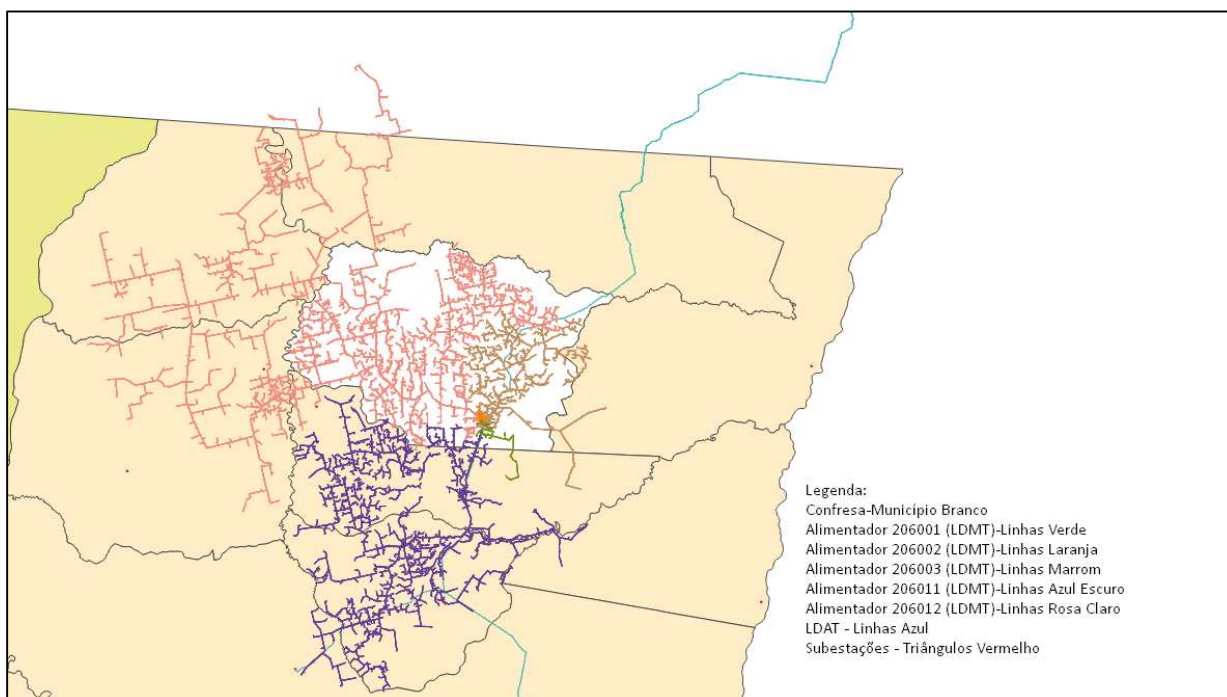 Legenda:
Confresa-Município Branco
Alimentador 206001 (LDMT)-Linhas Verde
Alimentador 206002 (LDMT)-Linhas Laranja
Alimentador 206003 (LDMT)-Linhas Marrom
Alimentador 206011 (LDMT)-Linhas Azul Escuro
Alimentador 206012 (LDMT)-Linhas Rosa Claro
LDAT - Linhas Azul
Subestações - Triângulos Vermelho